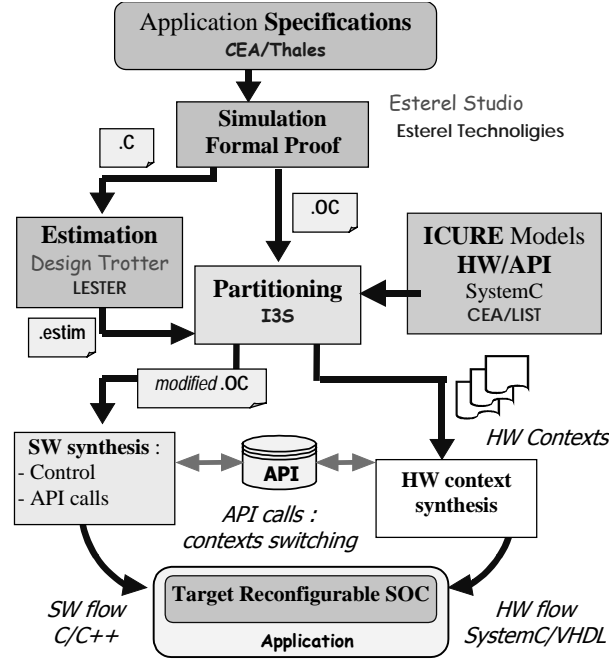 Application Specifications
CEA/Thales
Esterel Studio
Esterel Technoligies
Simulation
Formal Proof
.C
.OC
Estimation
Design Trotter
LESTER
ICURE Models
HW/API
SystemC
CEA/LIST
Partitioning
I3S
.estim
modified .OC
HW Contexts
SW synthesis :
- Control
- API calls
API
HW context
synthesis
API calls :
contexts switching
SW flow
C/C++
Target Reconfigurable SOC
Application
HW flow
SystemC/VHDL